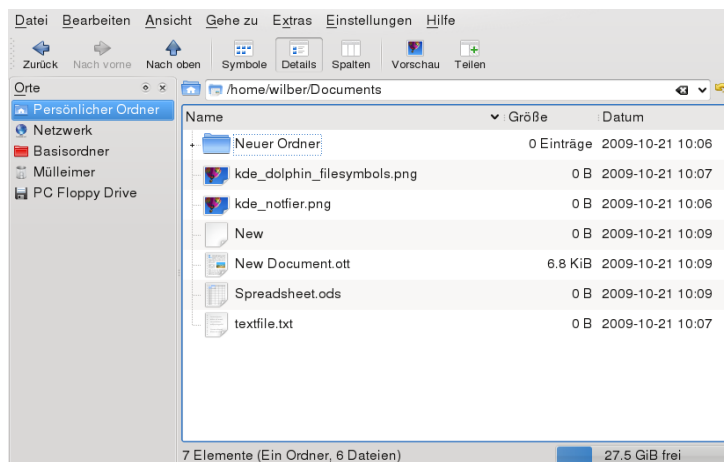 Datei Bearbeiten Ansicht Gehe zu Extras Einstellungen Hilfe
Zurück Nach vorne Nach oben Symbole Details Spalten Vorschau Teilen
Orte
/home/wilber/Documents
Persönlicher Ordner
Netzwerk
Basisordner
Mülleimer
PC Floppy Drive
Name Größe Datum
Neuer Ordner 0 Einträge 2009-10-21 10:06
kde_dolphin_filesymbols.png 0 B 2009-10-21 10:07
kde_notfier.png 0 B 2009-10-21 10:06
New 0 B 2009-10-21 10:09
New Document.ott 6.8 KiB 2009-10-21 10:09
Spreadsheet.ods 0 B 2009-10-21 10:09
textfile.txt 0 B 2009-10-21 10:07
7 Elemente (Ein Ordner, 6 Dateien) 27.5 GiB frei